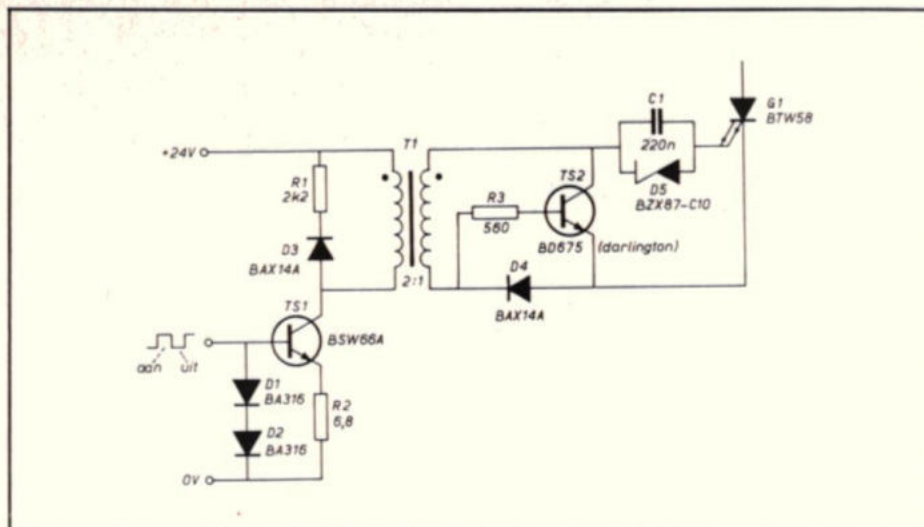 C1
220n
G1
BTW58
D5
BZX87-C10
T1
+24V
R1
2k2
TS2
R3
560
BD675 (darlington)
D3
BAX14A
D4
BAX14A
2:1
TS1
BSW66A
aan uit
D1
BA316
R2
6,8
D2
BA316
0V